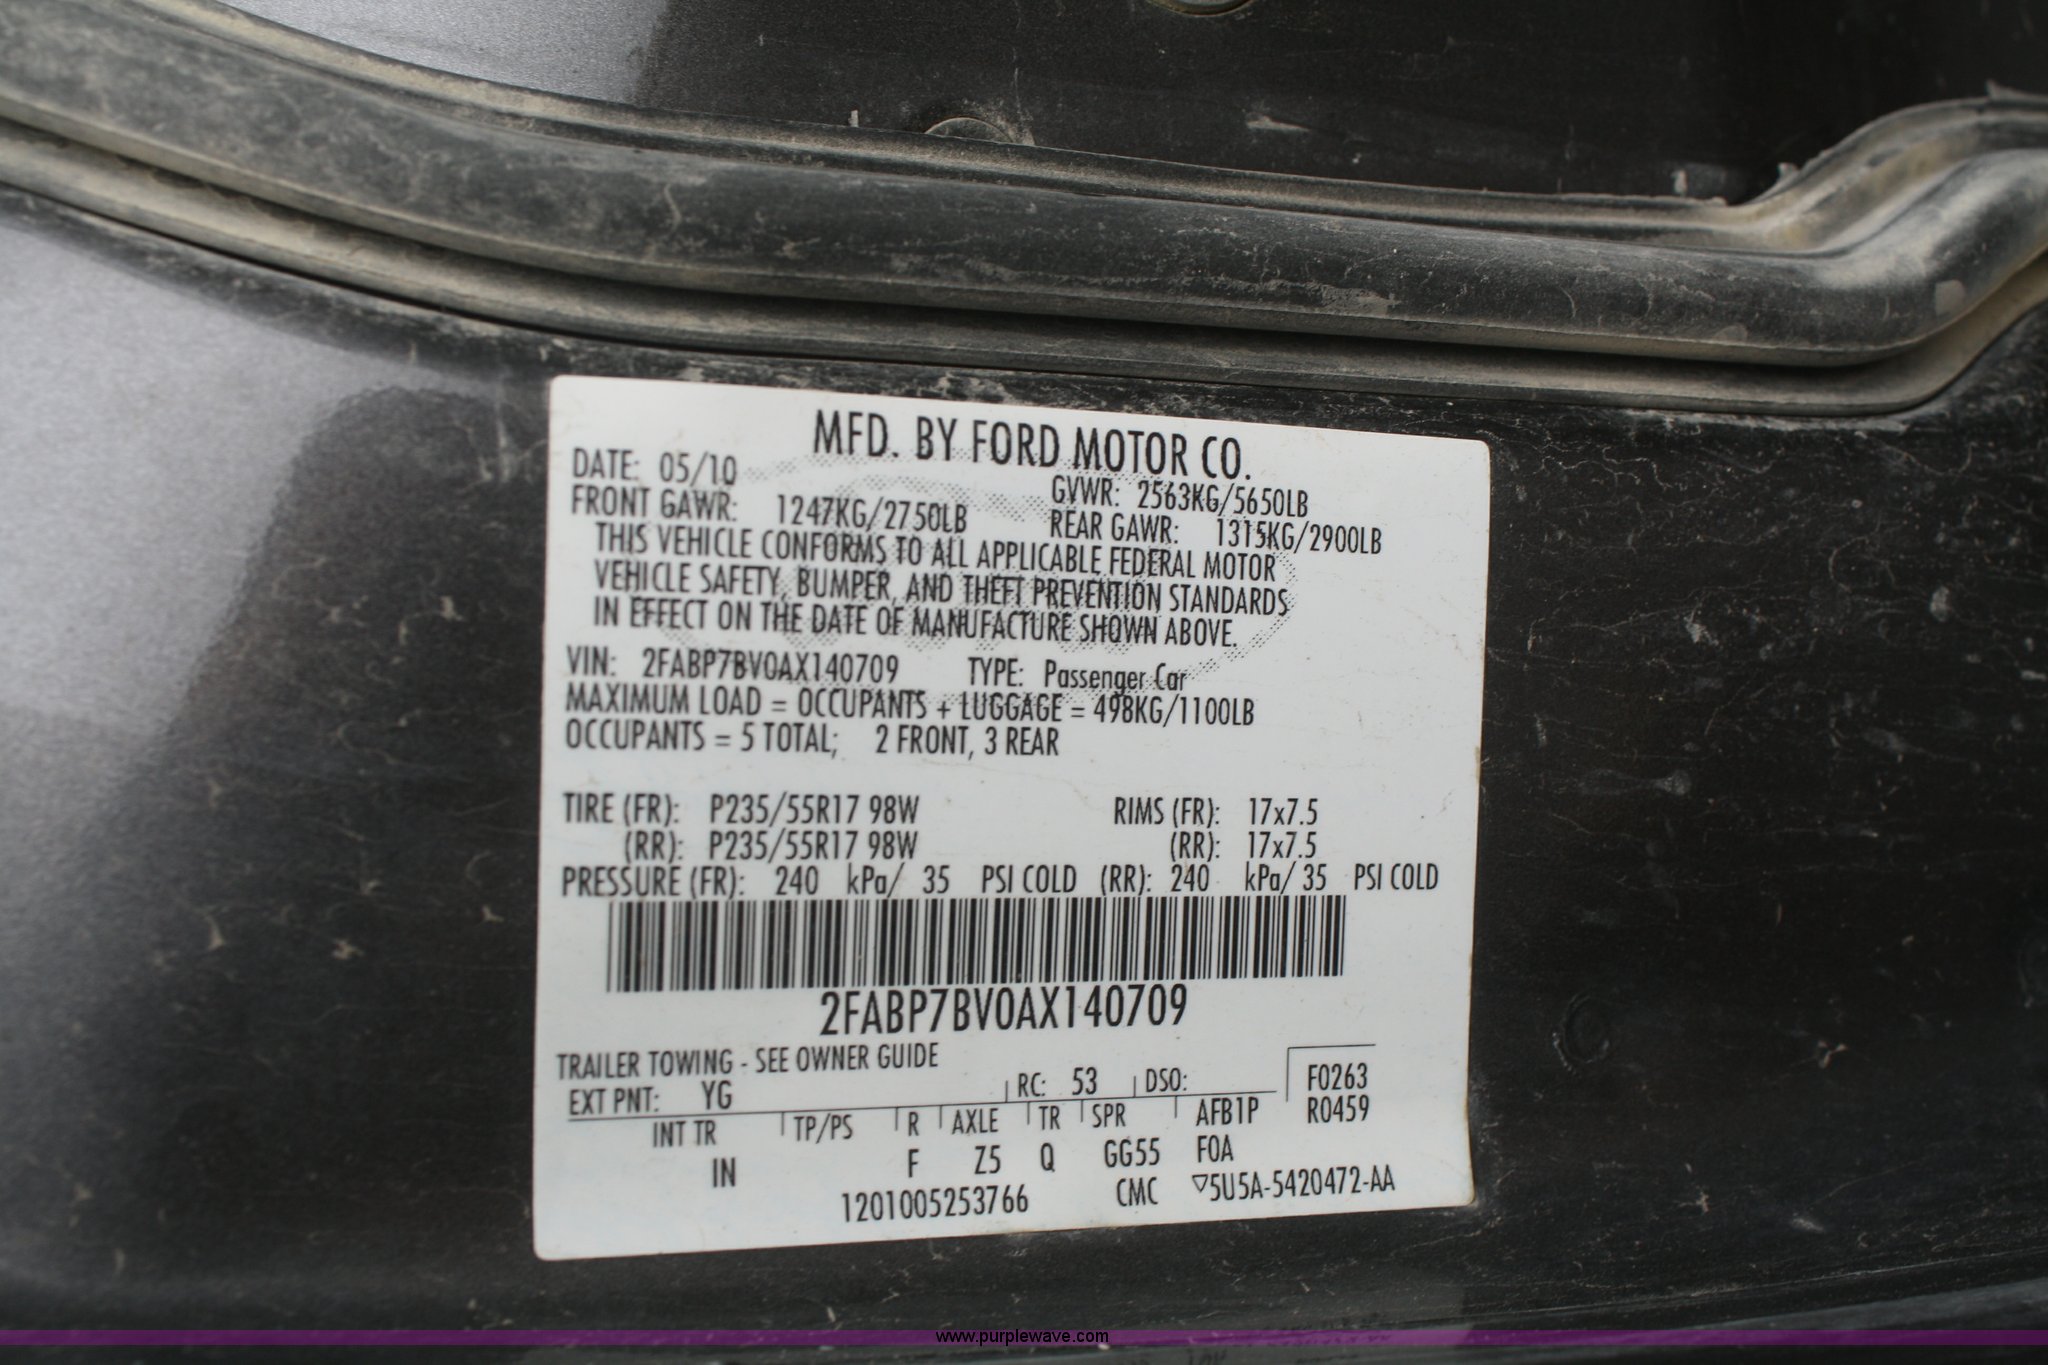 MFD. BY FORD MOTOR CO.
DATE: 05/10 GVWR: 2563KG/5650LB
FRONT GAWR: 1247KG/2750LB REAR GAWR: 1315KG/2900LB
THIS VEHICLE CONFORMS TO ALL APPLICABLE FEDERAL MOTOR
VEHICLE SAFETY, BUMPER, AND THEFT PREVENTION STANDARDS
IN EFFECT ON THE DATE OF MANUFACTURE SHOWN ABOVE.
VIN: 2FABP7BV0AX140709 TYPE: Passenger Car
MAXIMUM LOAD = OCCUPANTS + LUGGAGE = 498KG/1100LB
OCCUPANTS = 5 TOTAL; 2 FRONT, 3 REAR
TIRE (FR): P235/55R17 98W RIMS (FR): 17x7.5
(RR): P235/55R17 98W (RR): 17x7.5
PRESSURE (FR): 240 kPa/ 35 PSI COLD (RR): 240 kPa/ 35 PSI COLD
2FABP7BV0AX140709
TRAILER TOWING - SEE OWNER GUIDE
EXT PNT: YG RC: 53 DSO: F0263
INT TR TP/PS R AXLE TR SPR AFB1P R0459
IN F Z5 Q GG55 F0A
1201005253766 CMC ▽5U5A-5420472-AA
www.purplewave.com